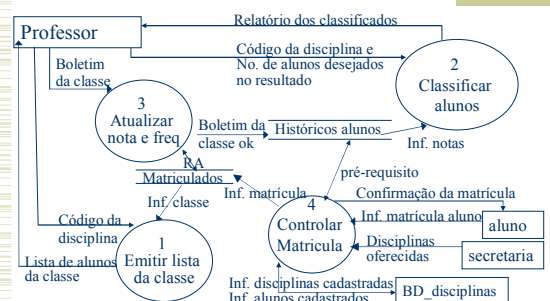 Relatório dos classificados
Professor
Código da disciplina e
No. de alunos desejados
no resultado
Boletim
da classe
2
Classificar
alunos
3
Atualizar
nota e freq
Boletim da
classe ok
Históricos alunos
Inf. notas
RA
Matriculados
pré-requisito
Inf. matrícula
Confirmação da matrícula
Inf. classe
4
Controlar
Matricula
Inf. matrícula aluno
aluno
Código da
disciplina
Disciplinas
oferecidas
secretaria
1
Emitir lista
da classe
Lista de alunos
da classe
Inf. disciplinas cadastradas
Inf. alunos cadastrados
BD_disciplinas